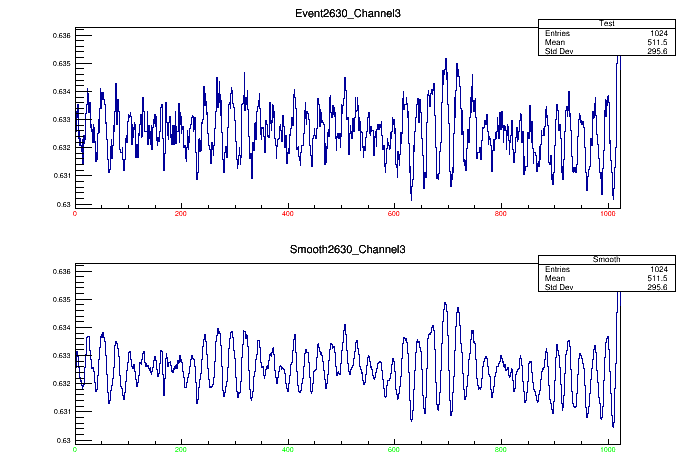 Event2630_Channel3
Test
Entries 1024
Mean 511.5
Std Dev 295.6
0.636
0.635
0.634
0.633
0.632
0.631
0.63
0 200 400 600 800 1000
Smooth2630_Channel3
Smooth
Entries 1024
Mean 511.5
Std Dev 295.6
0.636
0.635
0.634
0.633
0.632
0.631
0.63
0 200 400 600 800 1000